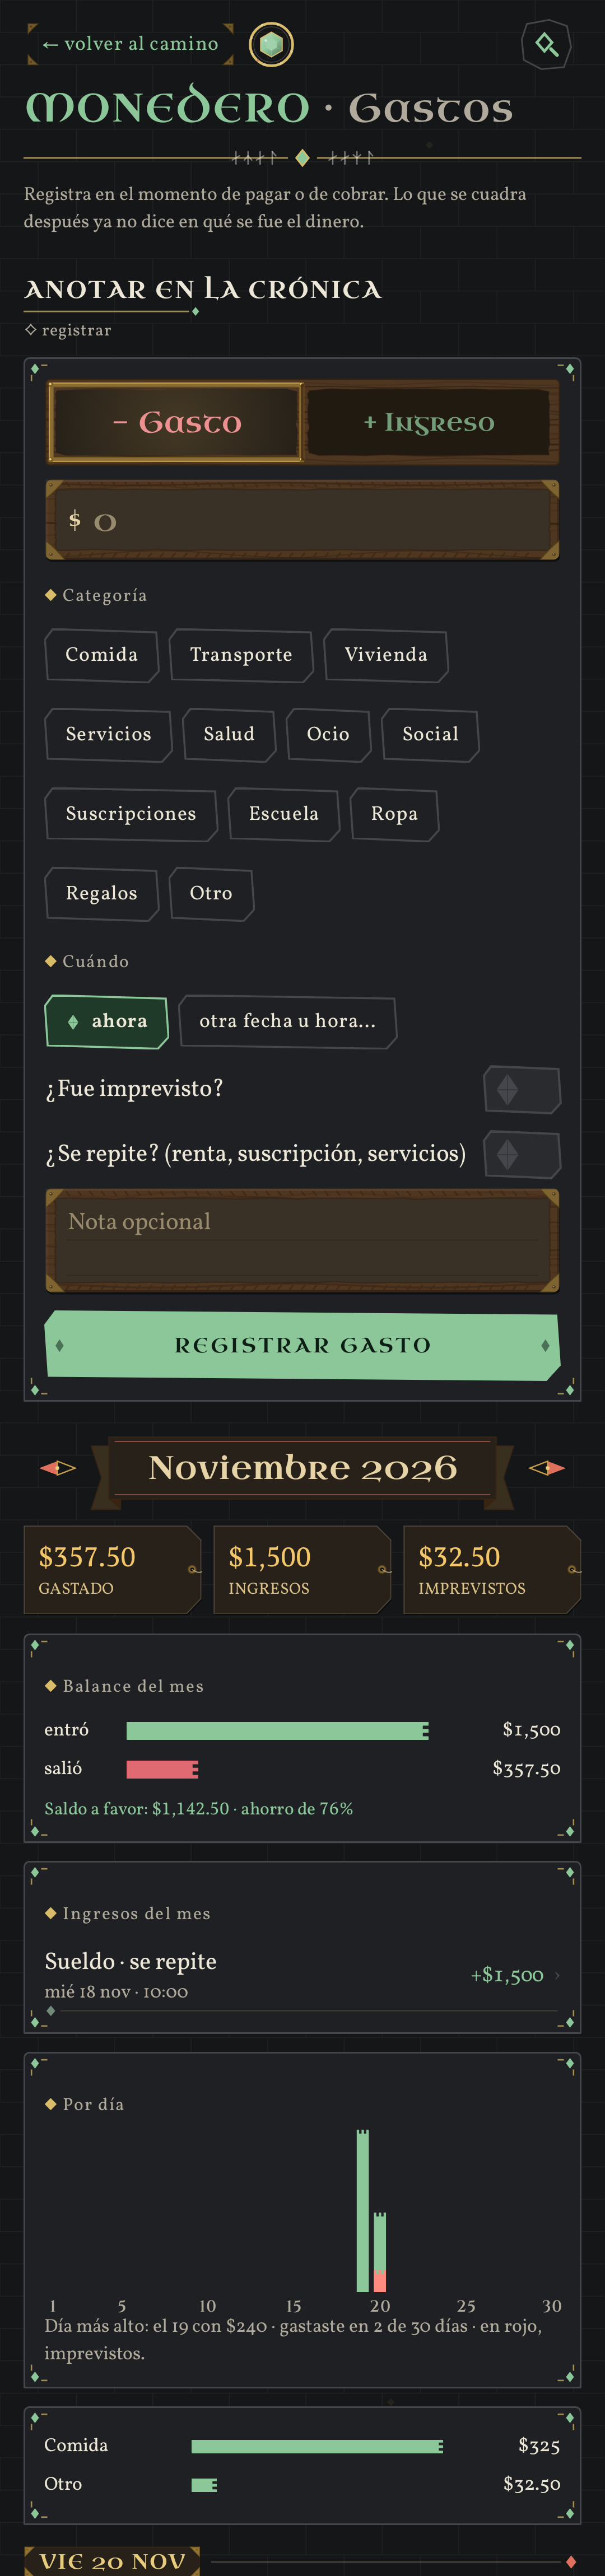 ← volver al camino
MONEDERO · Gastos
Registra en el momento de pagar o de cobrar. Lo que se cuadra
después ya no dice en qué se fue el dinero.
ANOTAR EN LA CRÓNICA
registrar
− Gasto
+ Ingreso
$ 0
Categoría
Comida
Transporte
Vivienda
Servicios
Salud
Ocio
Social
Suscripciones
Escuela
Ropa
Regalos
Otro
Cuándo
ahora
otra fecha u hora...
¿Fue imprevisto?
¿Se repite? (renta, suscripción, servicios)
Nota opcional
REGISTRAR GASTO
Noviembre 2026
$357.50
GASTADO
$1,500
INGRESOS
$32.50
IMPREVISTOS
Balance del mes
entró $1,500
salió $357.50
Saldo a favor: $1,142.50 · ahorro de 76%
Ingresos del mes
Sueldo · se repite
mié 18 nov · 10:00
+$1,500 ›
Por día
1 5 10 15 20 25 30
Día más alto: el 19 con $240 · gastaste en 2 de 30 días · en rojo,
imprevistos.
Comida $325
Otro $32.50
VIE 20 NOV